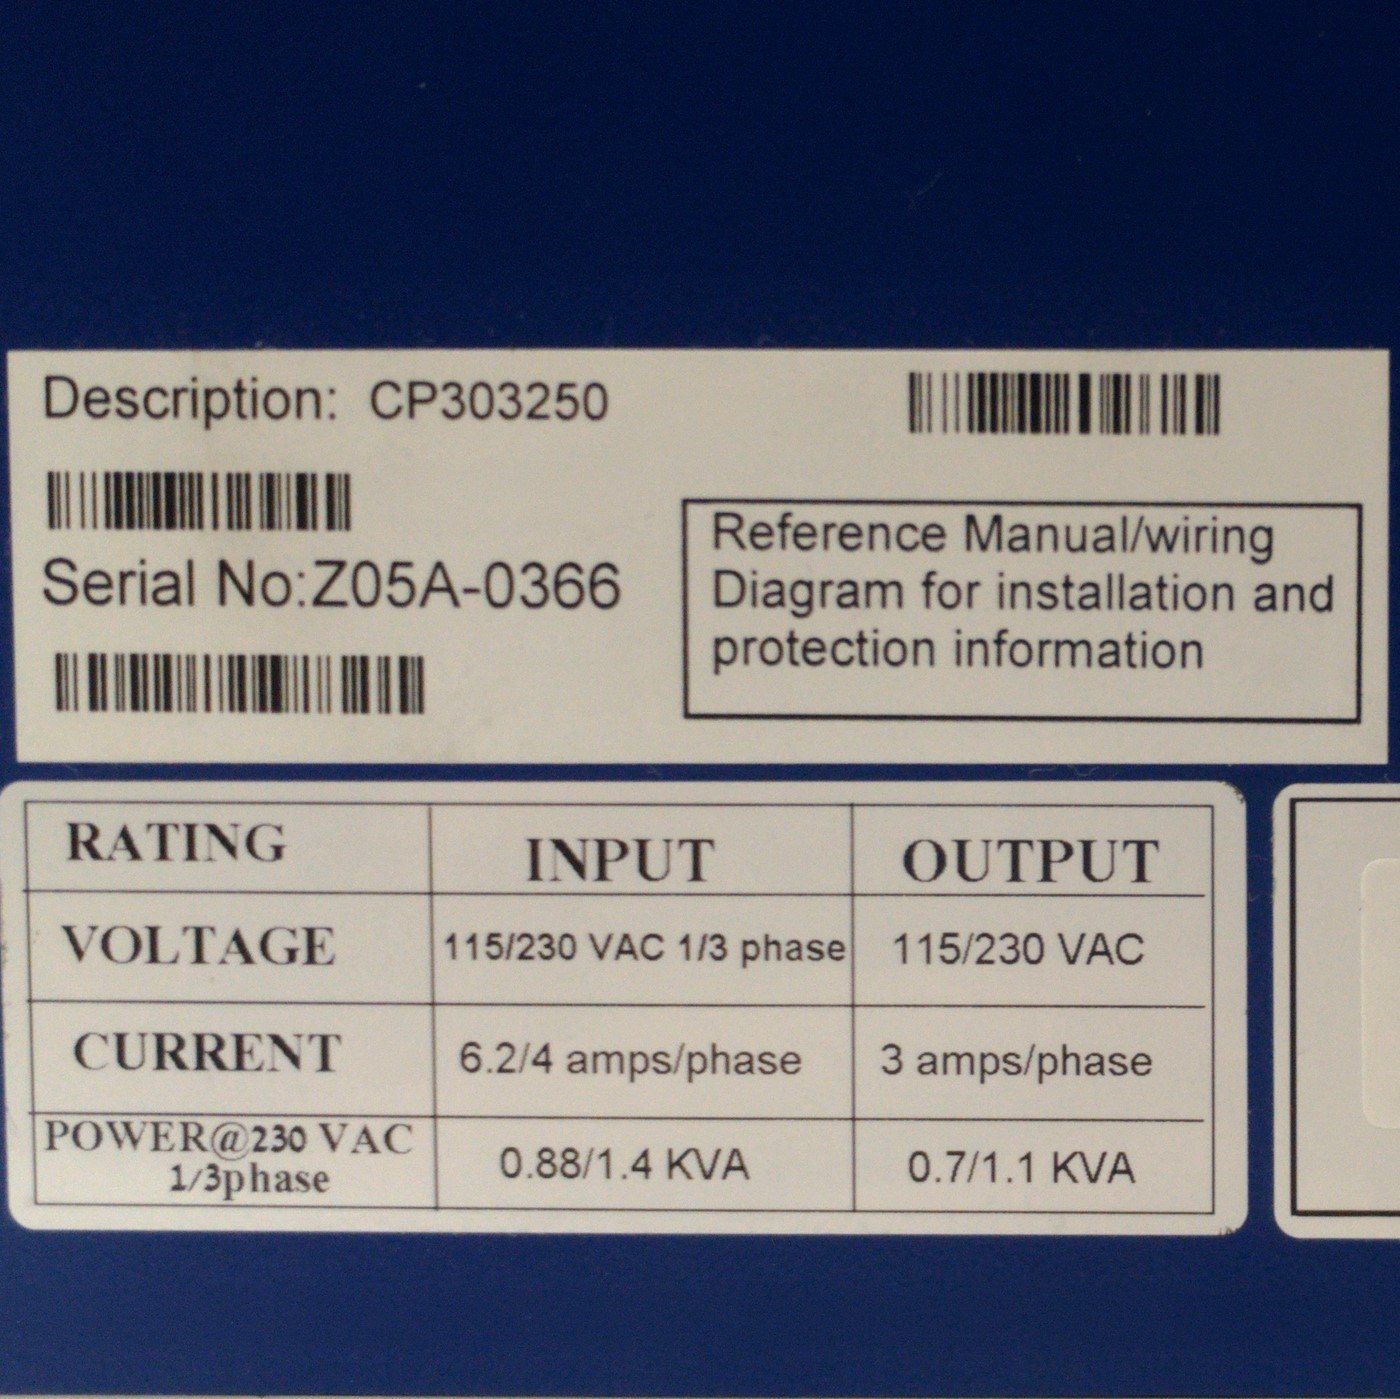 Description: CP303250
Serial No:Z05A-0366
Reference Manual/wiring
Diagram for installation and
protection information
RATING INPUT OUTPUT
VOLTAGE 115/230 VAC 1/3 phase 115/230 VAC
CURRENT 6.2/4 amps/phase 3 amps/phase
POWER@230 VAC
1/3phase 0.88/1.4 KVA 0.7/1.1 KVA